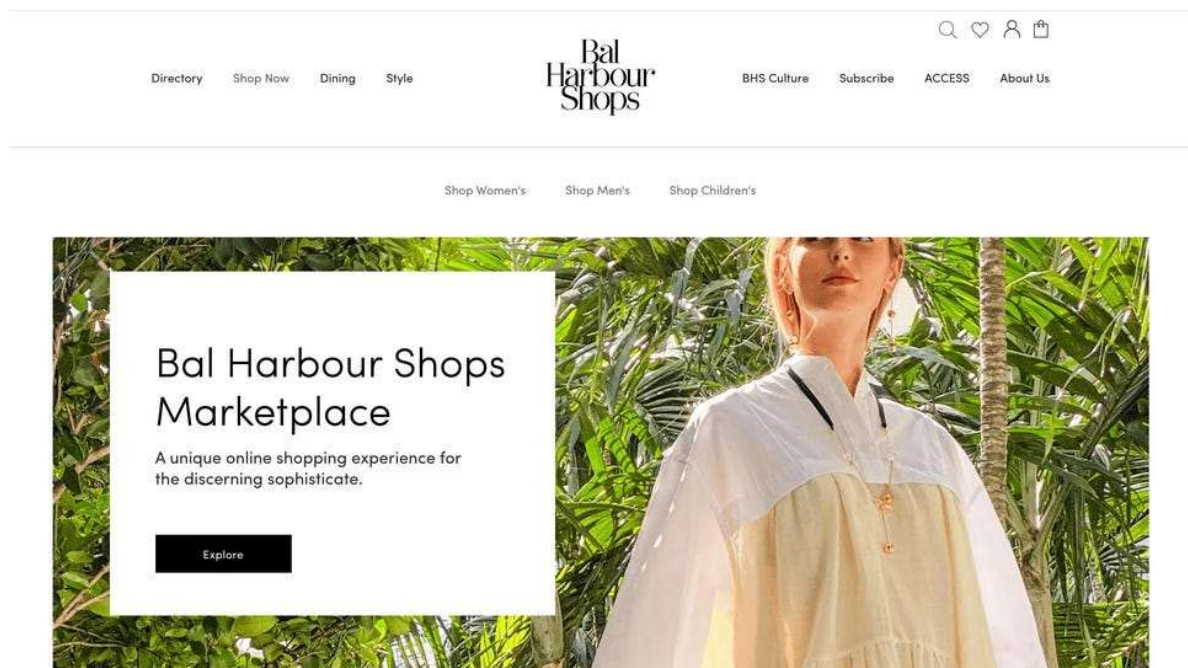 Directory Shop Now Dining Style
Bal
Harbour
Shops
BHS Culture Subscribe ACCESS About Us
Shop Women's Shop Men's Shop Children's
Bal Harbour Shops
Marketplace
A unique online shopping experience for
the discerning sophisticate.
Explore